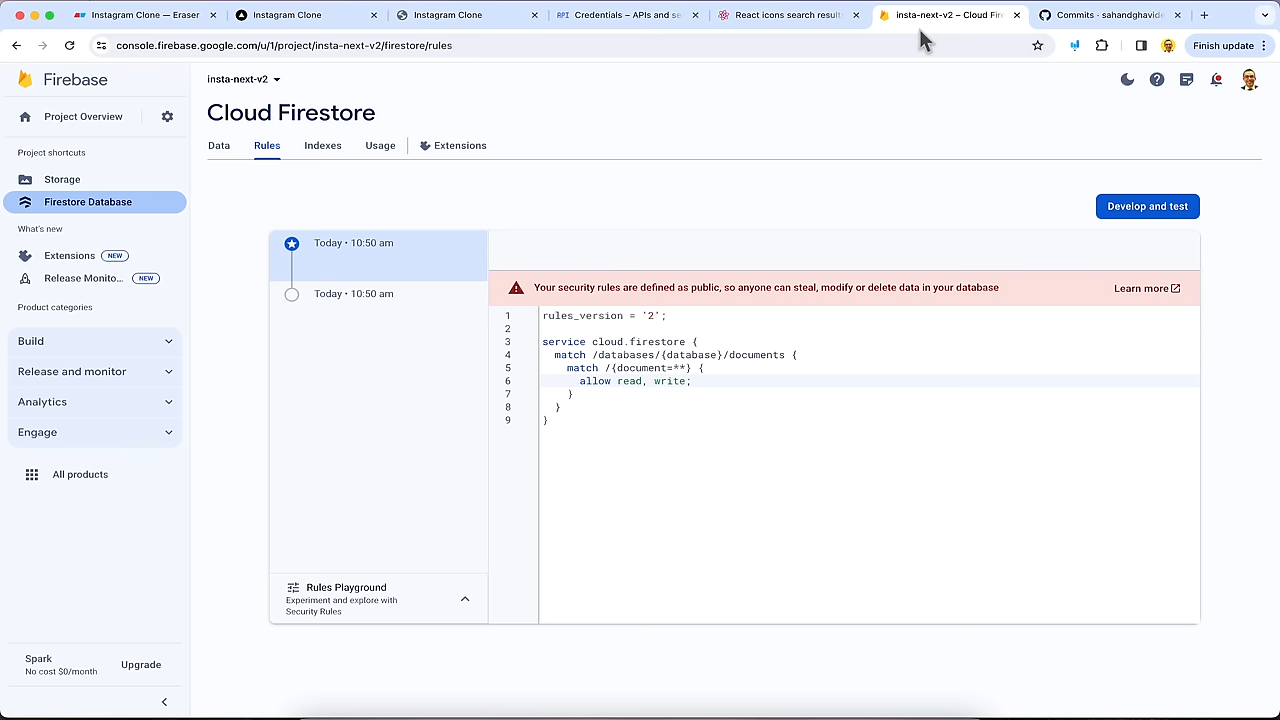 Instagram Clone — Eraser
Instagram Clone
Instagram Clone
API Credentials – APIs and se
React icons search results
insta-next-v2 – Cloud Fire
Commits · sahandghavide
console.firebase.google.com/u/1/project/insta-next-v2/firestore/rules
Finish update
Firebase
insta-next-v2
Project Overview
Cloud Firestore
Data
Rules
Indexes
Usage
Extensions
Project shortcuts
Storage
Firestore Database
What's new
Extensions NEW
Release Monito... NEW
Product categories
Build
Release and monitor
Analytics
Engage
All products
Spark
No cost $0/month
Upgrade
Develop and test
Today • 10:50 am
Today • 10:50 am
Your security rules are defined as public, so anyone can steal, modify or delete data in your database
Learn more
1 rules_version = '2';
2
3 service cloud.firestore {
4 match /databases/{database}/documents {
5 match /{document=**} {
6 allow read, write;
7 }
8 }
9 }
Rules Playground
Experiment and explore with
Security Rules